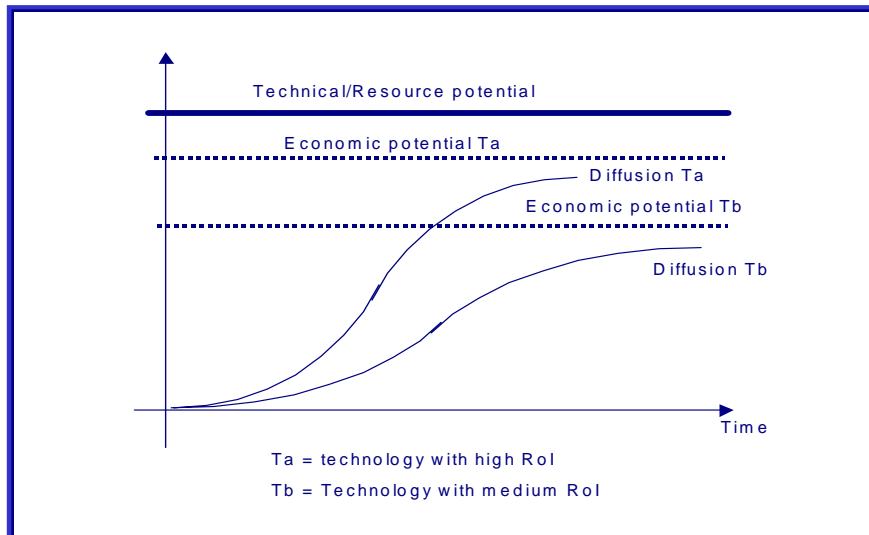 Technical/Resource potential
Economic potential Ta
Diffusion Ta
Economic potential Tb
Diffusion Tb
Time
Ta = technology with high RoI
Tb = Technology with medium RoI